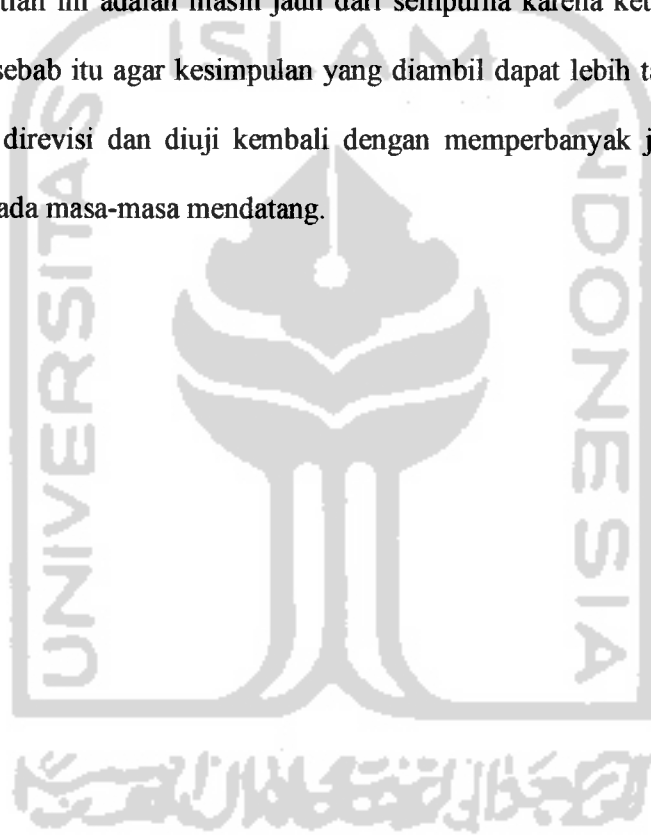 ini adalah masih jauh dari sempurna karena
sebab itu agar kesimpulan yang diambil dapat lebih
direvisi dan diuji kembali dengan memperbanyak
masa-masa mendatang.
ISLAM
UNIVERSITAS
INDONESIA